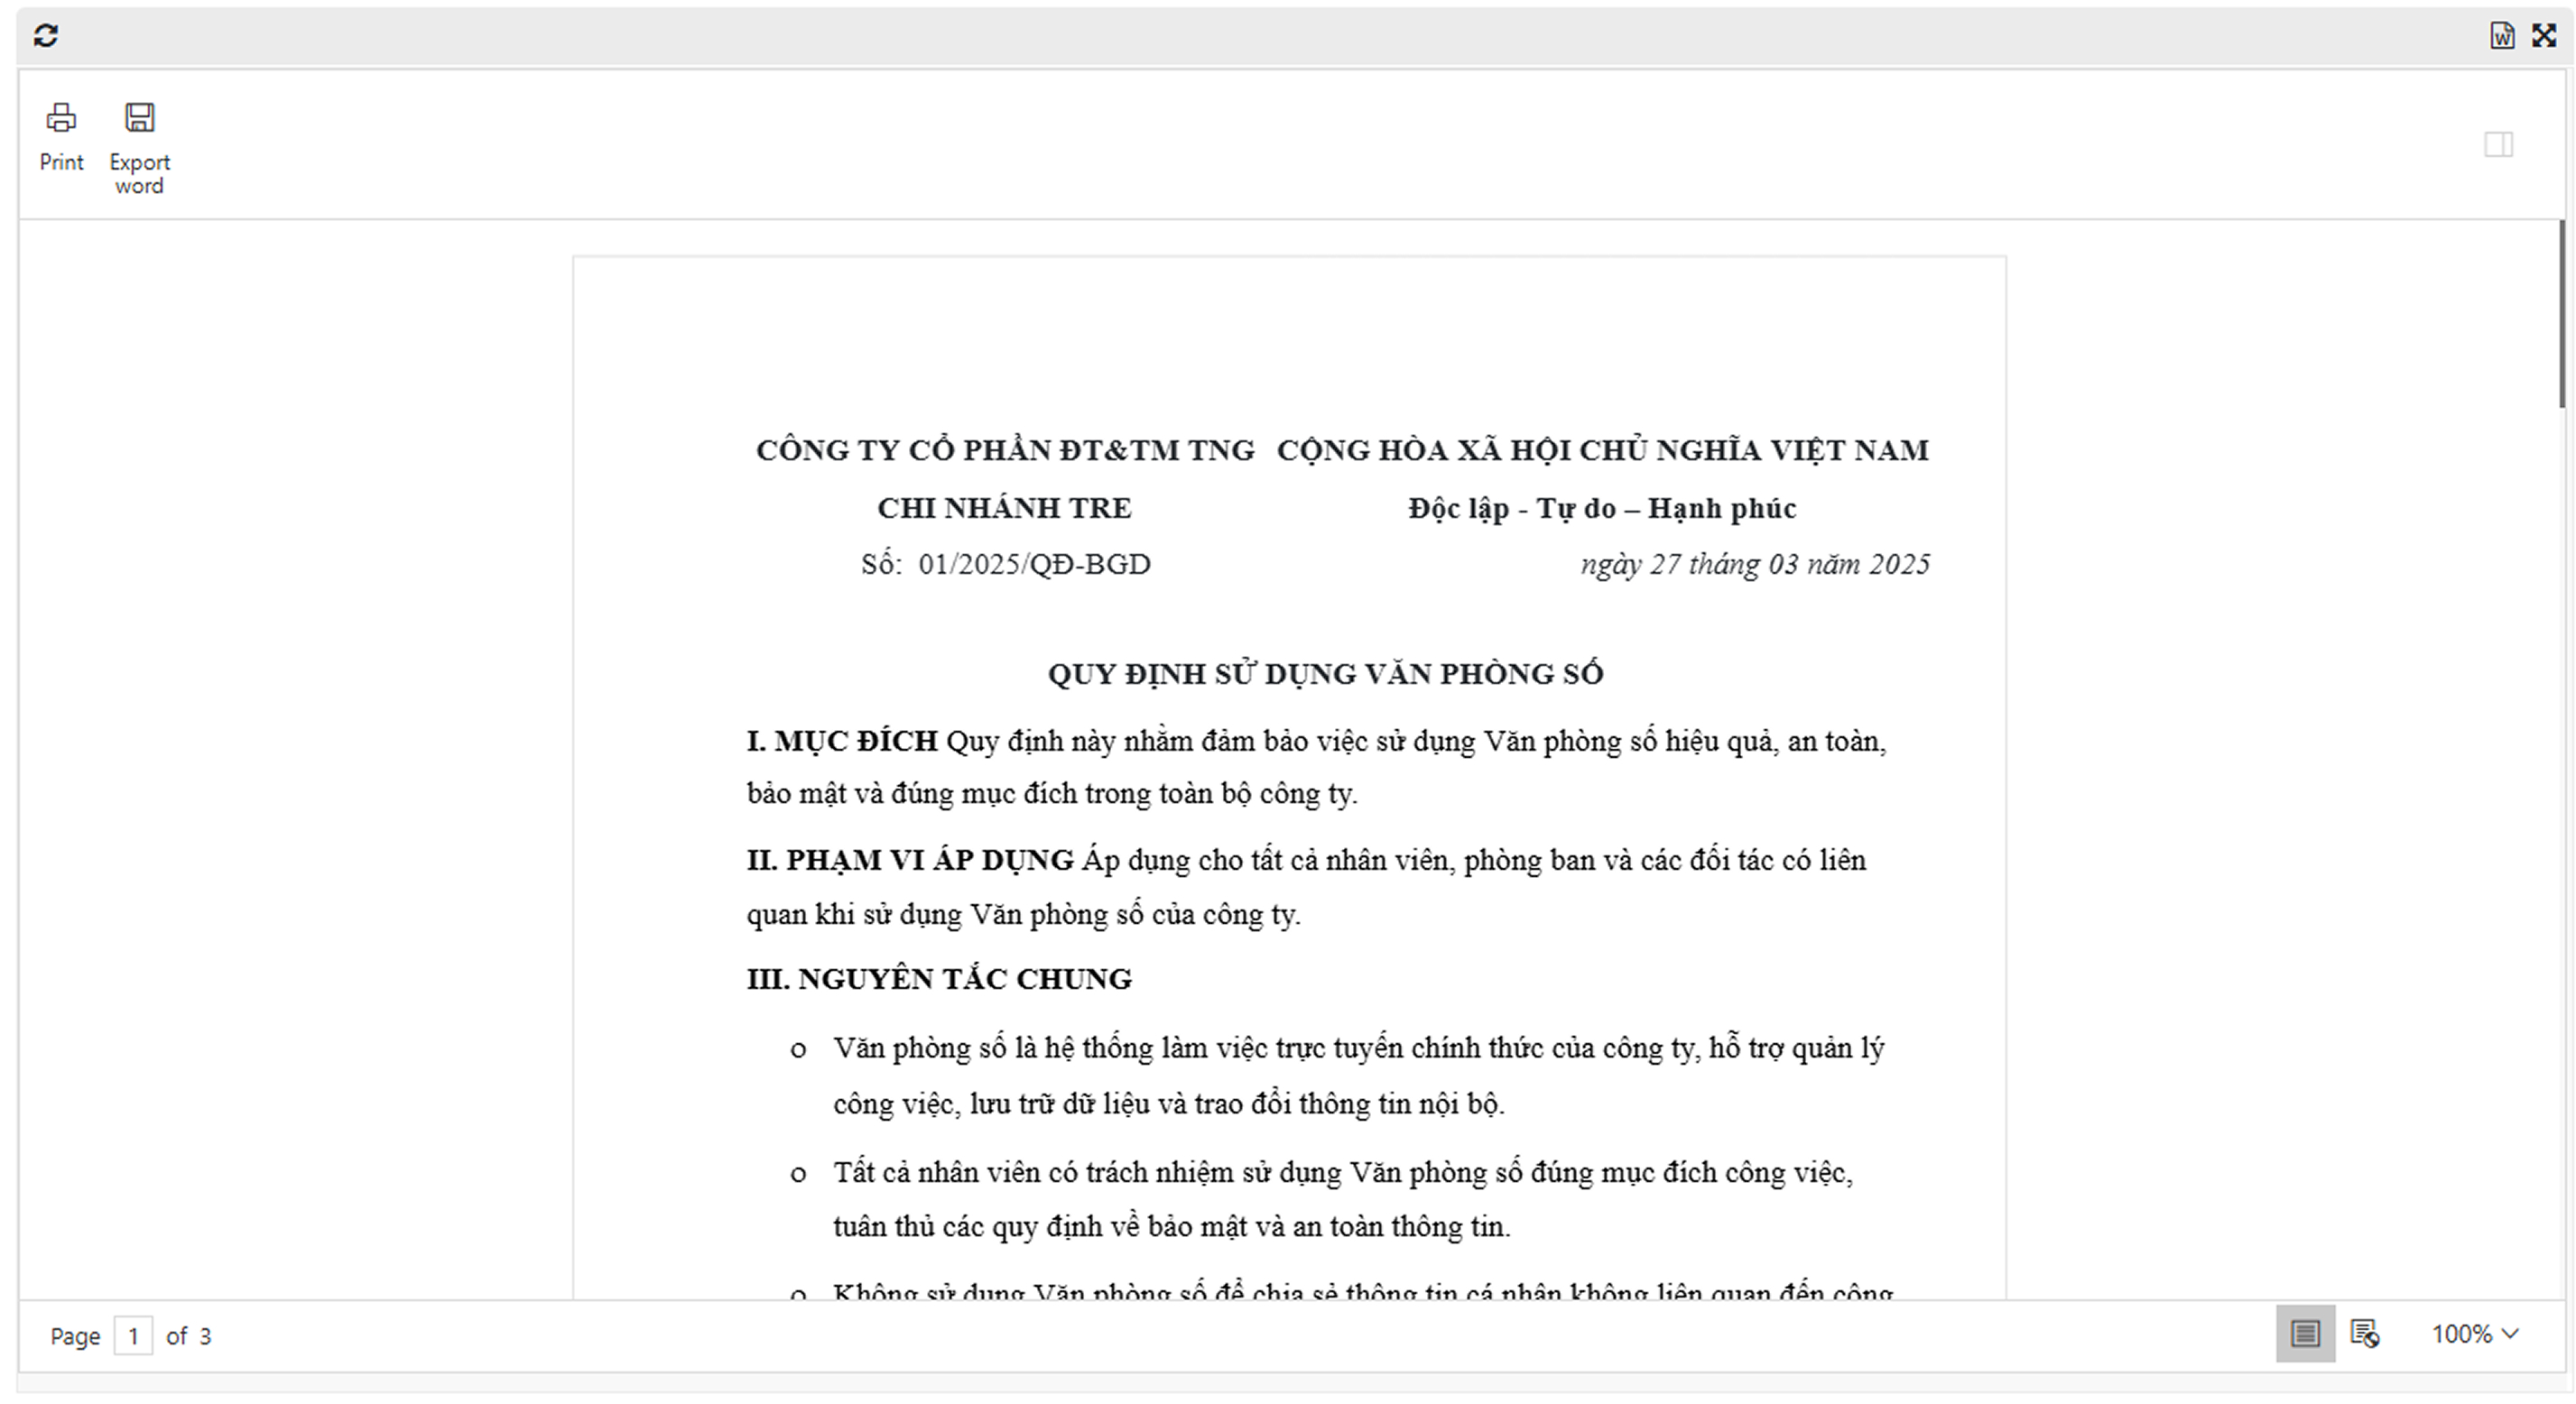 Print
Export
word
CÔNG TY CỔ PHẦN ĐT&TM TNG CỘNG HÒA XÃ HỘI CHỦ NGHĨA VIỆT NAM
CHI NHÁNH TRE Độc lập - Tự do – Hạnh phúc
Số: 01/2025/QĐ-BGD ngày 27 tháng 03 năm 2025
QUY ĐỊNH SỬ DỤNG VĂN PHÒNG SỐ
I. MỤC ĐÍCH Quy định này nhằm đảm bảo việc sử dụng Văn phòng số hiệu quả, an toàn,
bảo mật và đúng mục đích trong toàn bộ công ty.
II. PHẠM VI ÁP DỤNG Áp dụng cho tất cả nhân viên, phòng ban và các đối tác có liên
quan khi sử dụng Văn phòng số của công ty.
III. NGUYÊN TẮC CHUNG
o Văn phòng số là hệ thống làm việc trực tuyến chính thức của công ty, hỗ trợ quản lý
công việc, lưu trữ dữ liệu và trao đổi thông tin nội bộ.
o Tất cả nhân viên có trách nhiệm sử dụng Văn phòng số đúng mục đích công việc,
tuân thủ các quy định về bảo mật và an toàn thông tin.
o Không sử dụng Văn phòng số để chia sẻ thông tin cá nhân không liên quan đến công
Page 1 of 3
100%